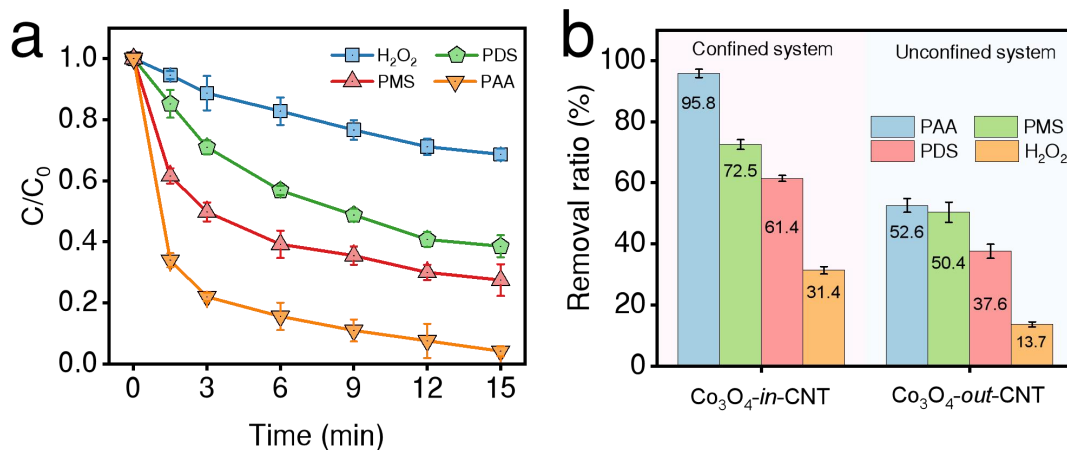 a
C/C₀
1.0
0.8
0.6
0.4
0.2
0.0
H₂O₂
PDS
PMS
PAA
0 3 6 9 12 15
Time (min)
b
Removal ratio (%)
100
80
60
40
20
0
Confined system
Unconfined system
PAA
PMS
PDS
H₂O₂
95.8
72.5
61.4
31.4
52.6
50.4
37.6
13.7
Co₃O₄-in-CNT
Co₃O₄-out-CNT